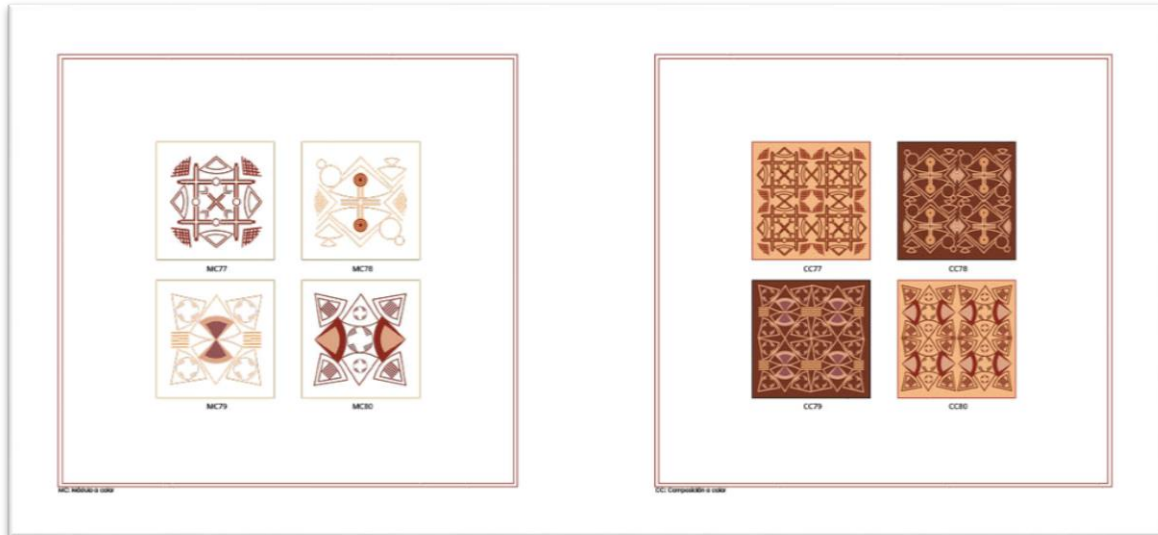 MC77
MC78
MC79
MC80
MC: Módulo a color
CC77
CC78
CC79
CC80
CC: Composición a color